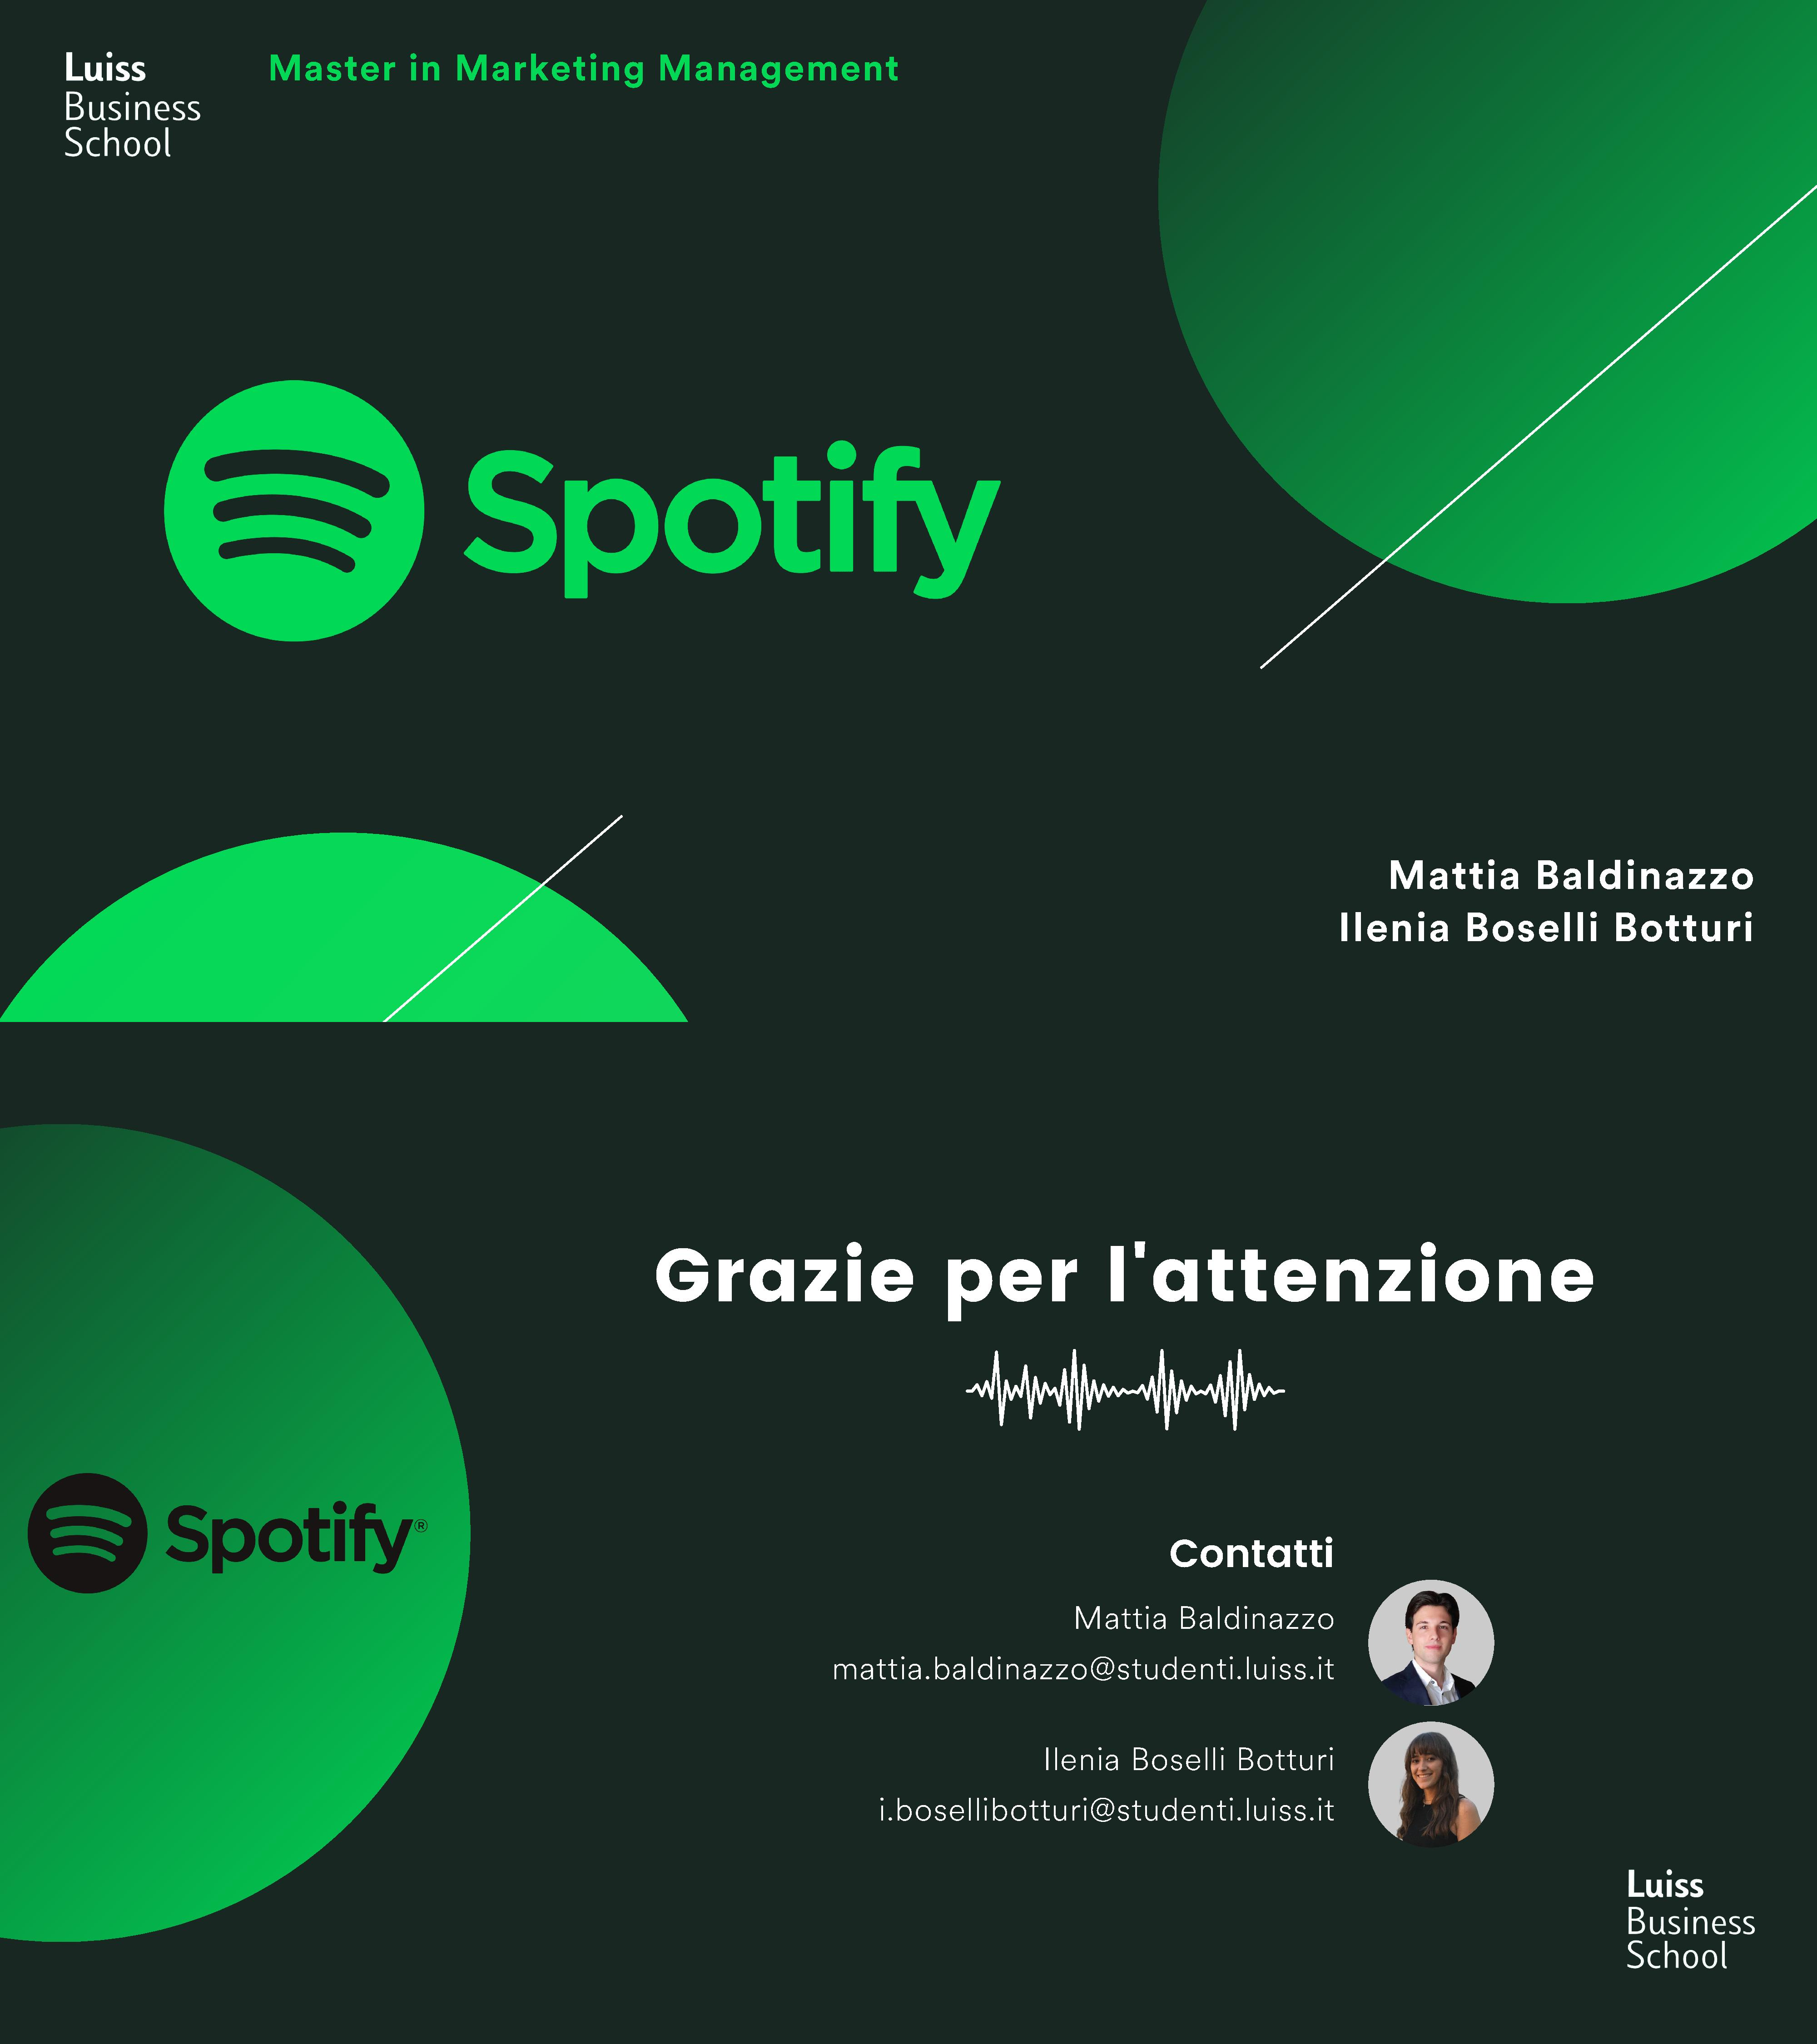 Luiss
Business
School
Master in Marketing Management
Spotify
Mattia Baldinazzo
Ilenia Boselli Botturi
Grazie per l'attenzione
Spotify®
Contatti
Mattia Baldinazzo
mattia.baldinazzo@studenti.luiss.it
Ilenia Boselli Botturi
i.bosellibotturi@studenti.luiss.it
Luiss
Business
School